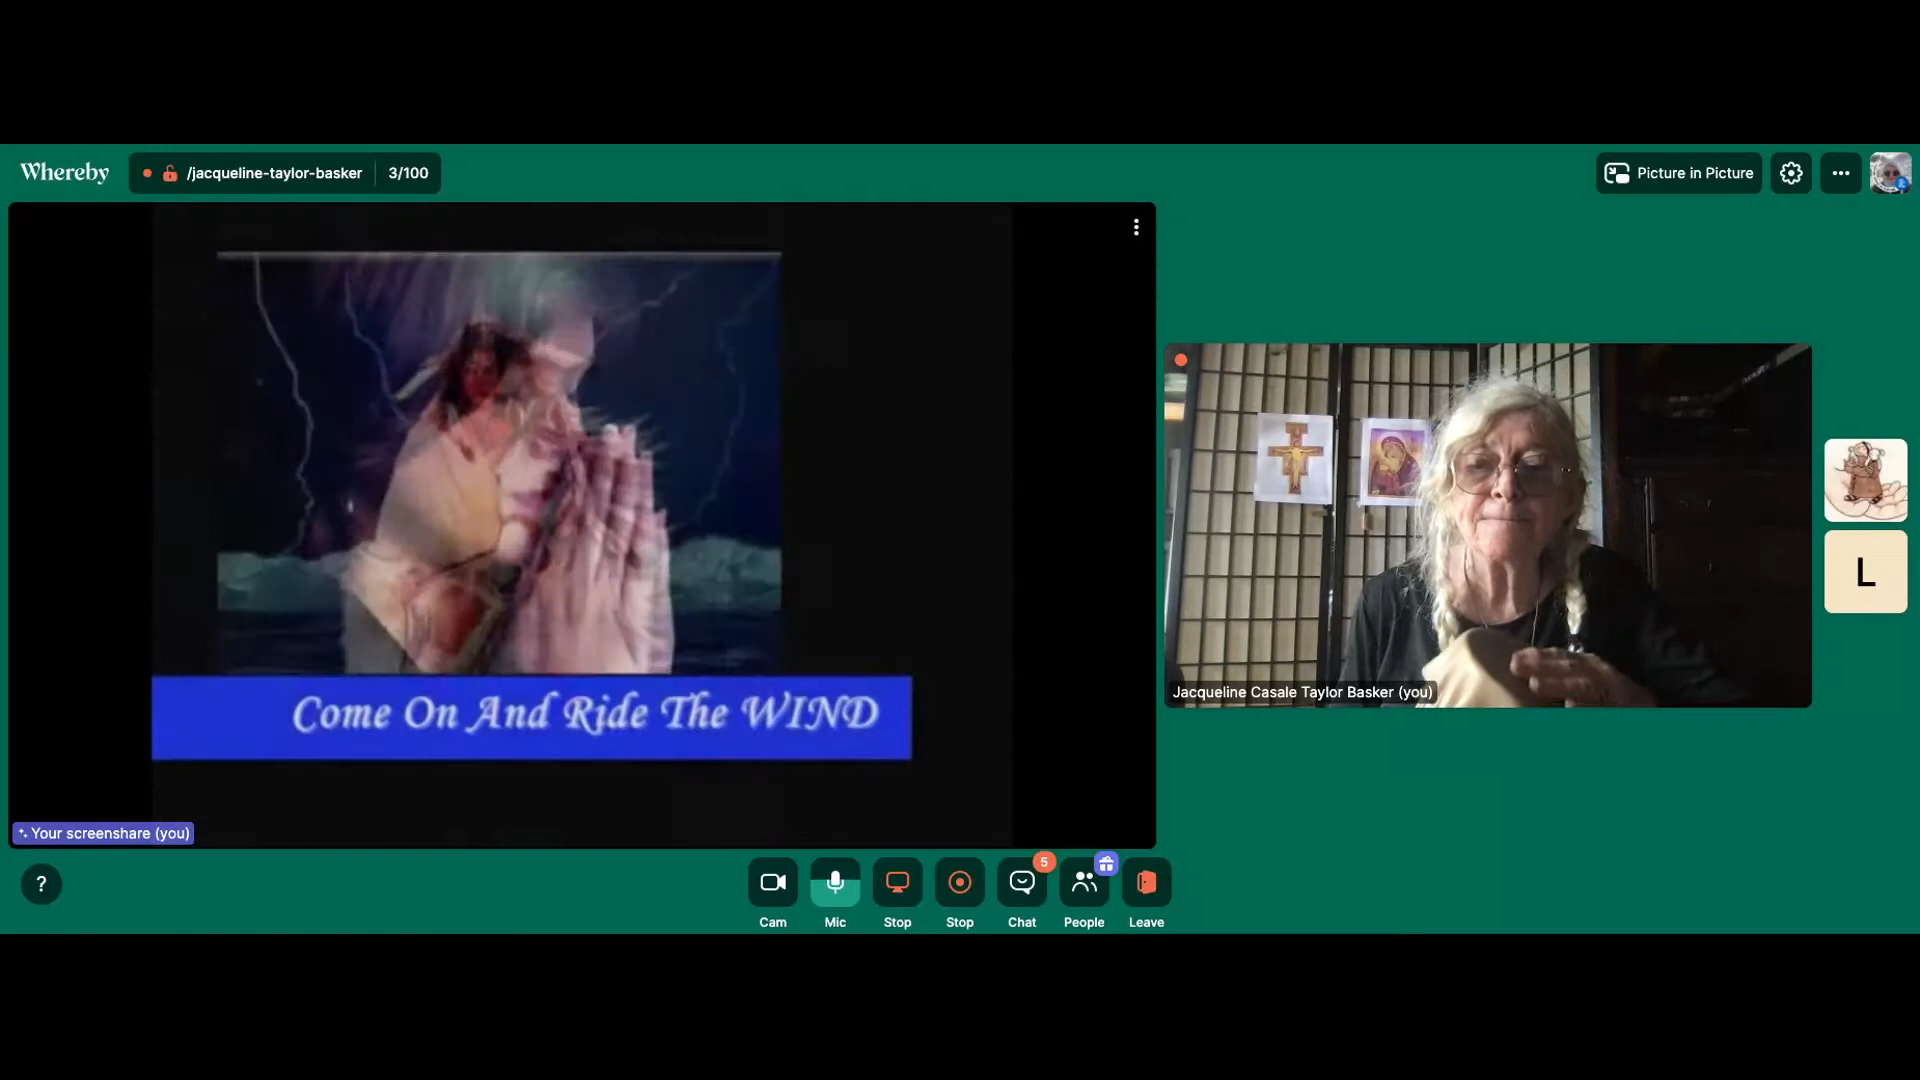 Whereby
/jacqueline-taylor-basker
3/100
Picture in Picture
Come On And Ride The WIND
Your screenshare (you)
Jacqueline Casale Taylor Basker (you)
L
?
5
Cam
Mic
Stop
Stop
Chat
People
Leave